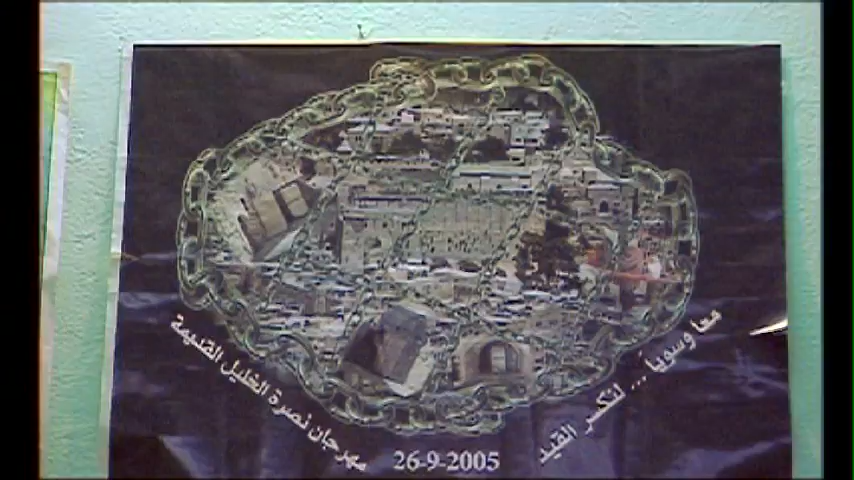 معا وسويا ... لنكسر القيد
مهرجان نصرة الخليل القديمة
26-9-2005